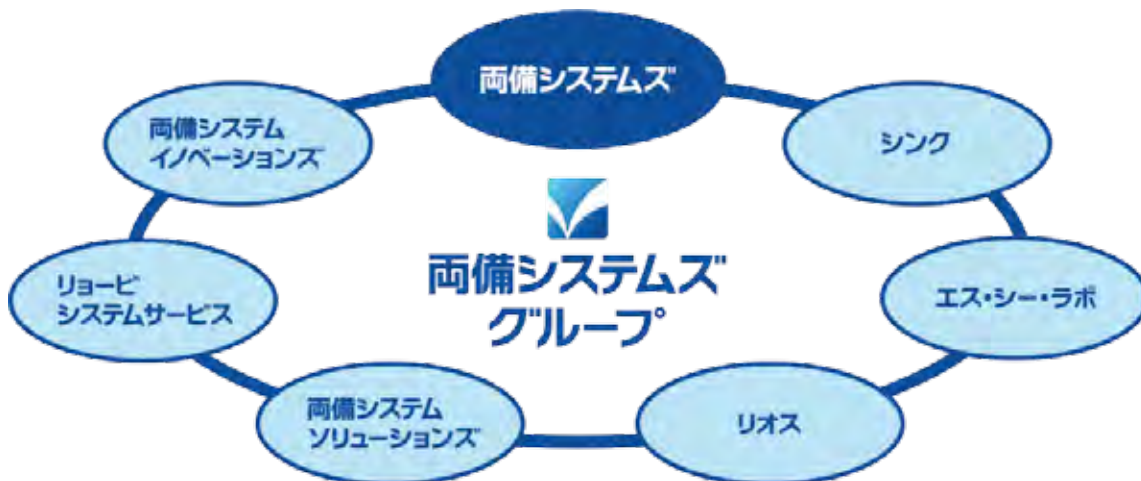 両備システムズ
両備システム
イノベーションズ
シンク
リョービ
システムサービス
両備システムズ
グループ
エス・シー・ラボ
両備システム
ソリューションズ
リオス